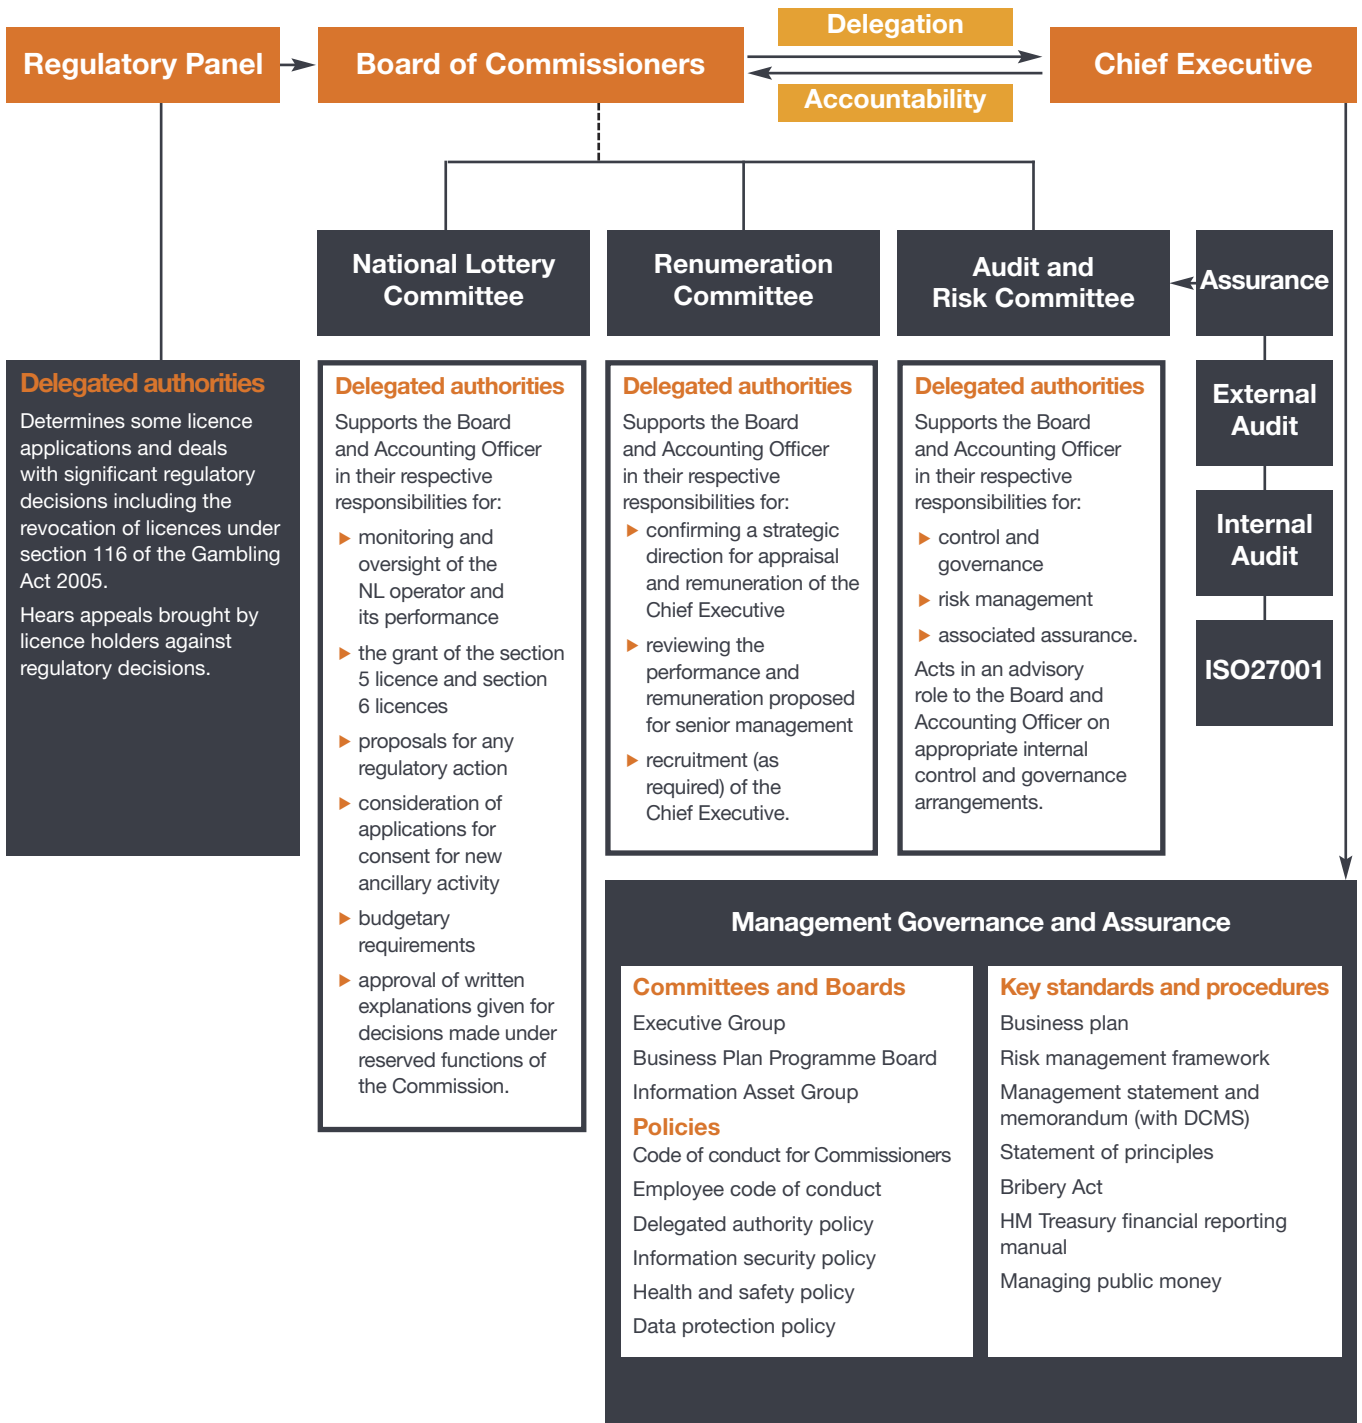 Regulatory Panel
Board of Commissioners
Delegation
Accountability
Chief Executive
National Lottery
Committee
Renumeration
Committee
Audit and
Risk Committee
Assurance
Delegated authorities
Determines some licence
applications and deals
with significant regulatory
decisions including the
revocation of licences under
section 116 of the Gambling
Act 2005.
Hears appeals brought by
licence holders against
regulatory decisions.
Delegated authorities
Supports the Board
and Accounting Officer
in their respective
responsibilities for:
monitoring and
oversight of the
NL operator and
its performance
the grant of the section
5 licence and section
6 licences
proposals for any
regulatory action
consideration of
applications for
consent for new
ancillary activity
budgetary
requirements
approval of written
explanations given for
decisions made under
reserved functions of
the Commission.
Delegated authorities
Supports the Board
and Accounting Officer
in their respective
responsibilities for:
confirming a strategic
direction for appraisal
and remuneration of the
Chief Executive
reviewing the
performance and
remuneration proposed
for senior management
recruitment (as
required) of the
Chief Executive.
Delegated authorities
Supports the Board
and Accounting Officer
in their respective
responsibilities for:
control and
governance
risk management
associated assurance.
Acts in an advisory
role to the Board and
Accounting Officer on
appropriate internal
control and governance
arrangements.
External
Audit
Internal
Audit
ISO27001
Management Governance and Assurance
Committees and Boards
Executive Group
Business Plan Programme Board
Information Asset Group
Policies
Code of conduct for Commissioners
Employee code of conduct
Delegated authority policy
Information security policy
Health and safety policy
Data protection policy
Key standards and procedures
Business plan
Risk management framework
Management statement and
memorandum (with DCMS)
Statement of principles
Bribery Act
HM Treasury financial reporting
manual
Managing public money